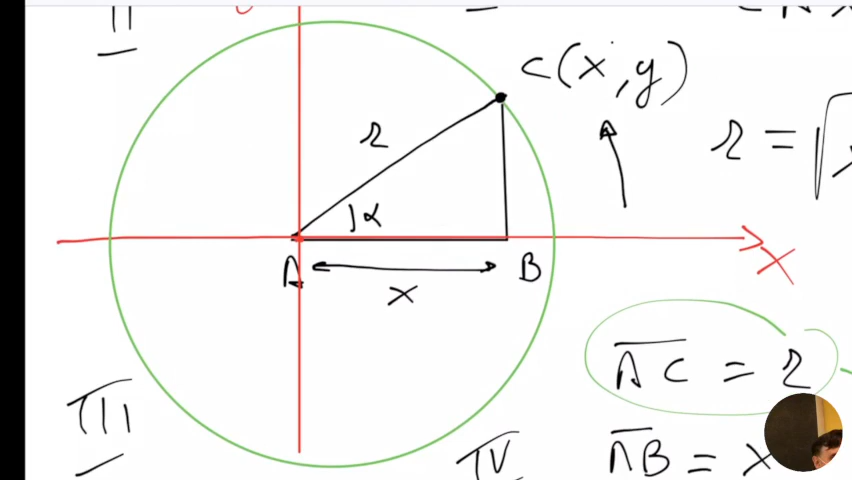 II
C(x,y)
r
r = √
α
A
B
x
X
AC = r
III
IV
AB = x